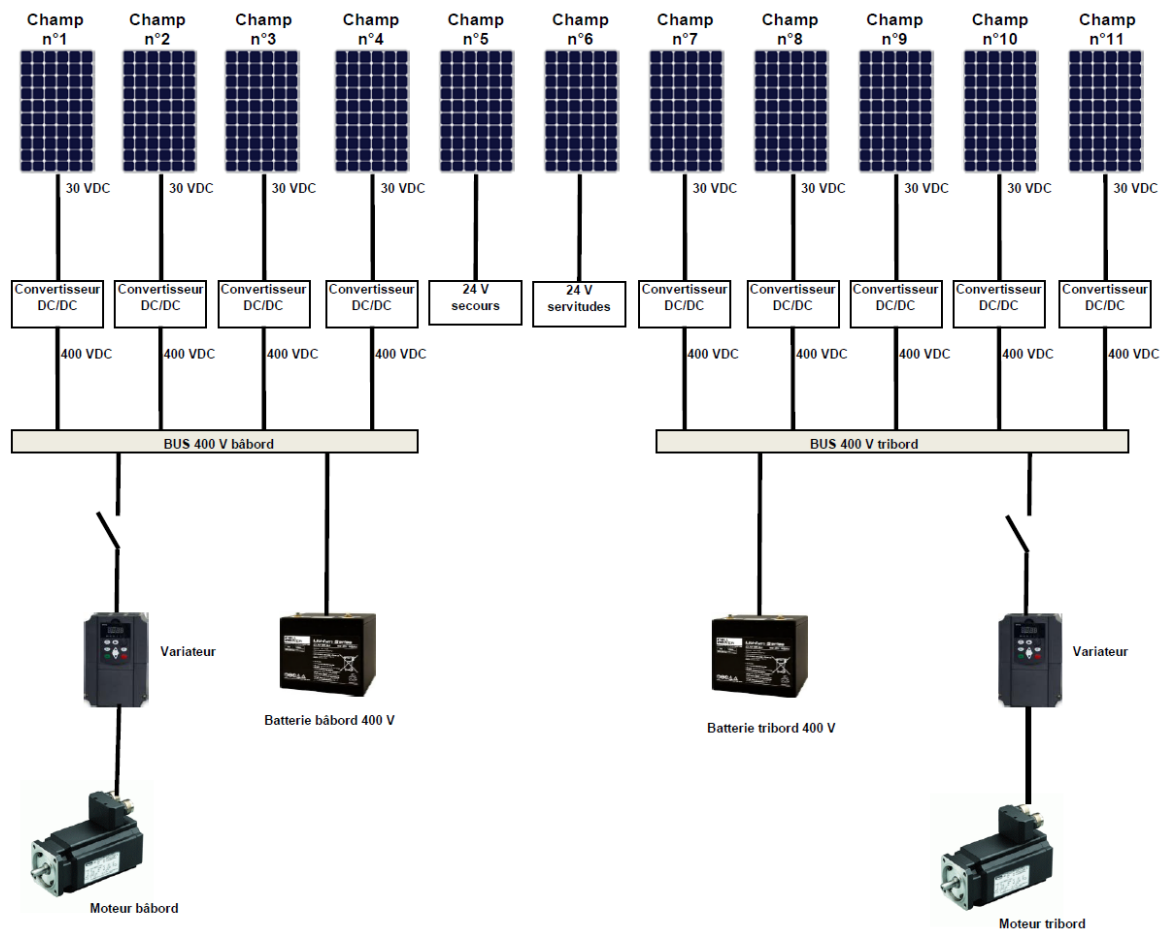 Champ
n°1
Champ
n°2
Champ
n°3
Champ
n°4
Champ
n°5
Champ
n°6
Champ
n°7
Champ
n°8
Champ
n°9
Champ
n°10
Champ
n°11
30 VDC
30 VDC
30 VDC
30 VDC
30 VDC
30 VDC
30 VDC
30 VDC
30 VDC
Convertisseur
DC/DC
Convertisseur
DC/DC
Convertisseur
DC/DC
Convertisseur
DC/DC
24 V
secours
24 V
servitudes
Convertisseur
DC/DC
Convertisseur
DC/DC
Convertisseur
DC/DC
Convertisseur
DC/DC
Convertisseur
DC/DC
400 VDC
400 VDC
400 VDC
400 VDC
400 VDC
400 VDC
400 VDC
400 VDC
400 VDC
BUS 400 V bâbord
BUS 400 V tribord
Variateur
Variateur
Batterie bâbord 400 V
Batterie tribord 400 V
Moteur bâbord
Moteur tribord